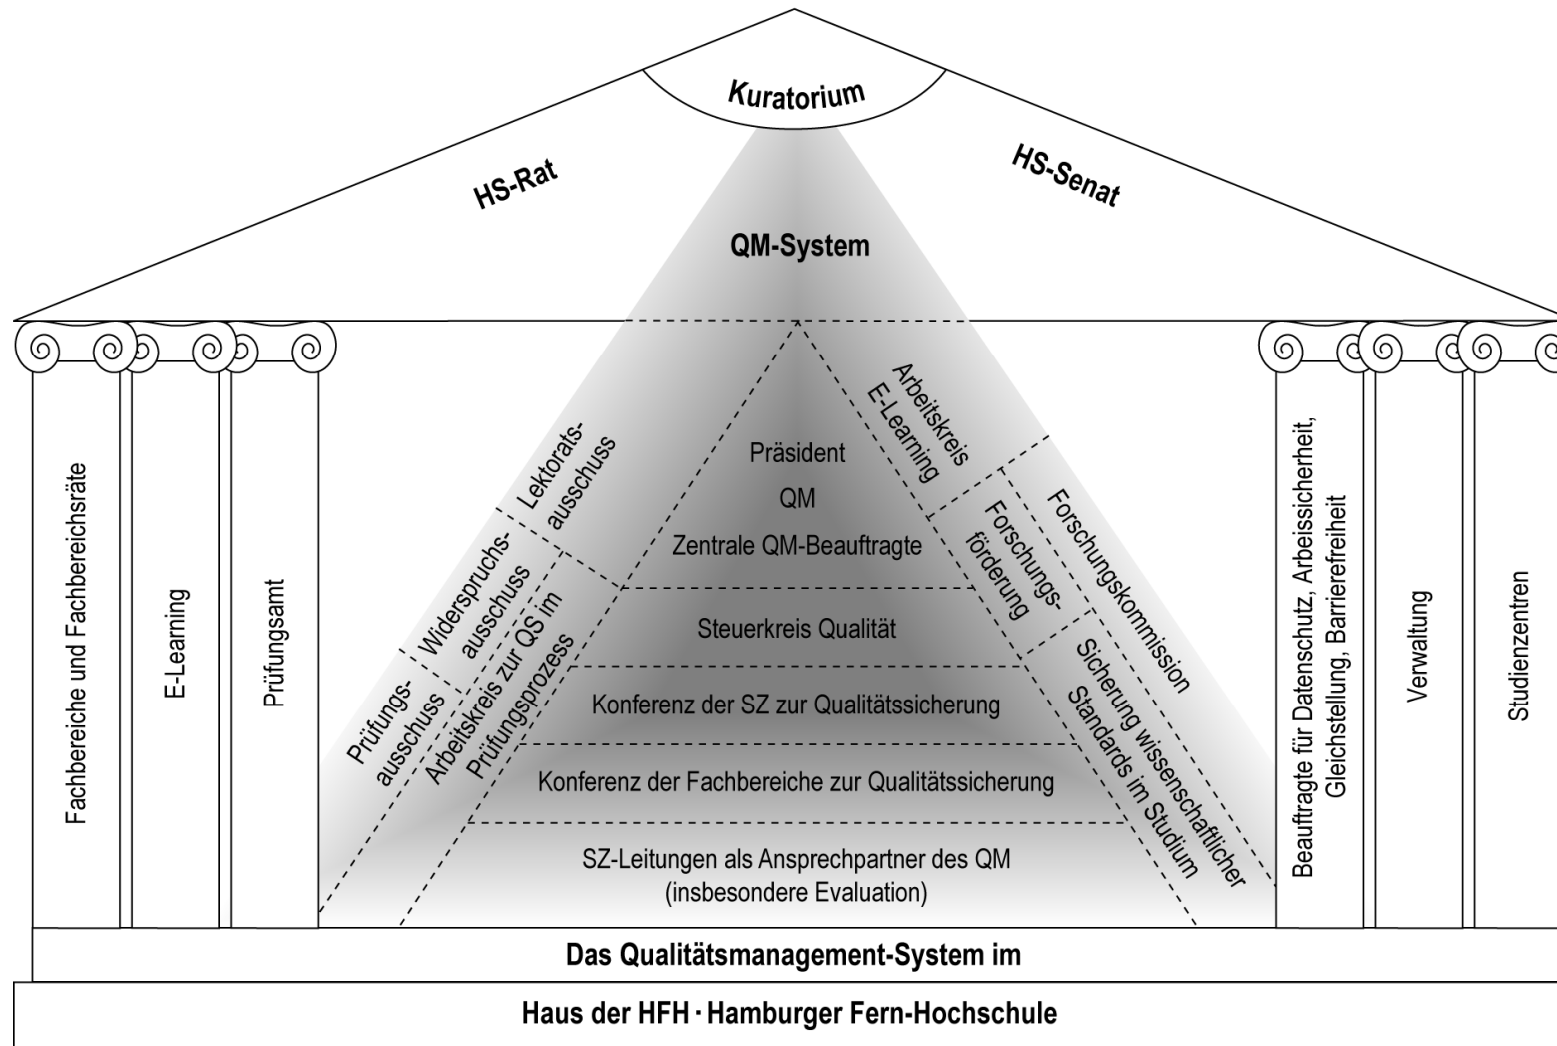 Kuratorium
HS-Rat
HS-Senat
QM-System
Fachbereiche und Fachbereichsräte
E-Learning
Prüfungsamt
Lektorats-
ausschuss
Widerspruchs-
ausschuss
Prüfungs-
ausschuss
Arbeitskreis zur QS im
Prüfungsprozess
Präsident
QM
Zentrale QM-Beauftragte
Steuerkreis Qualität
Konferenz der SZ zur Qualitätssicherung
Konferenz der Fachbereiche zur Qualitätssicherung
SZ-Leitungen als Ansprechpartner des QM
(insbesondere Evaluation)
Arbeitskreis
E-Learning
Forschungs-
förderung
Forschungskommission
Sicherung wissenschaftlicher
Standards im Studium
Beauftragte für Datenschutz, Arbeissicherheit,
Gleichstellung, Barrierefreiheit
Verwaltung
Studienzentren
Das Qualitätsmanagement-System im
Haus der HFH · Hamburger Fern-Hochschule